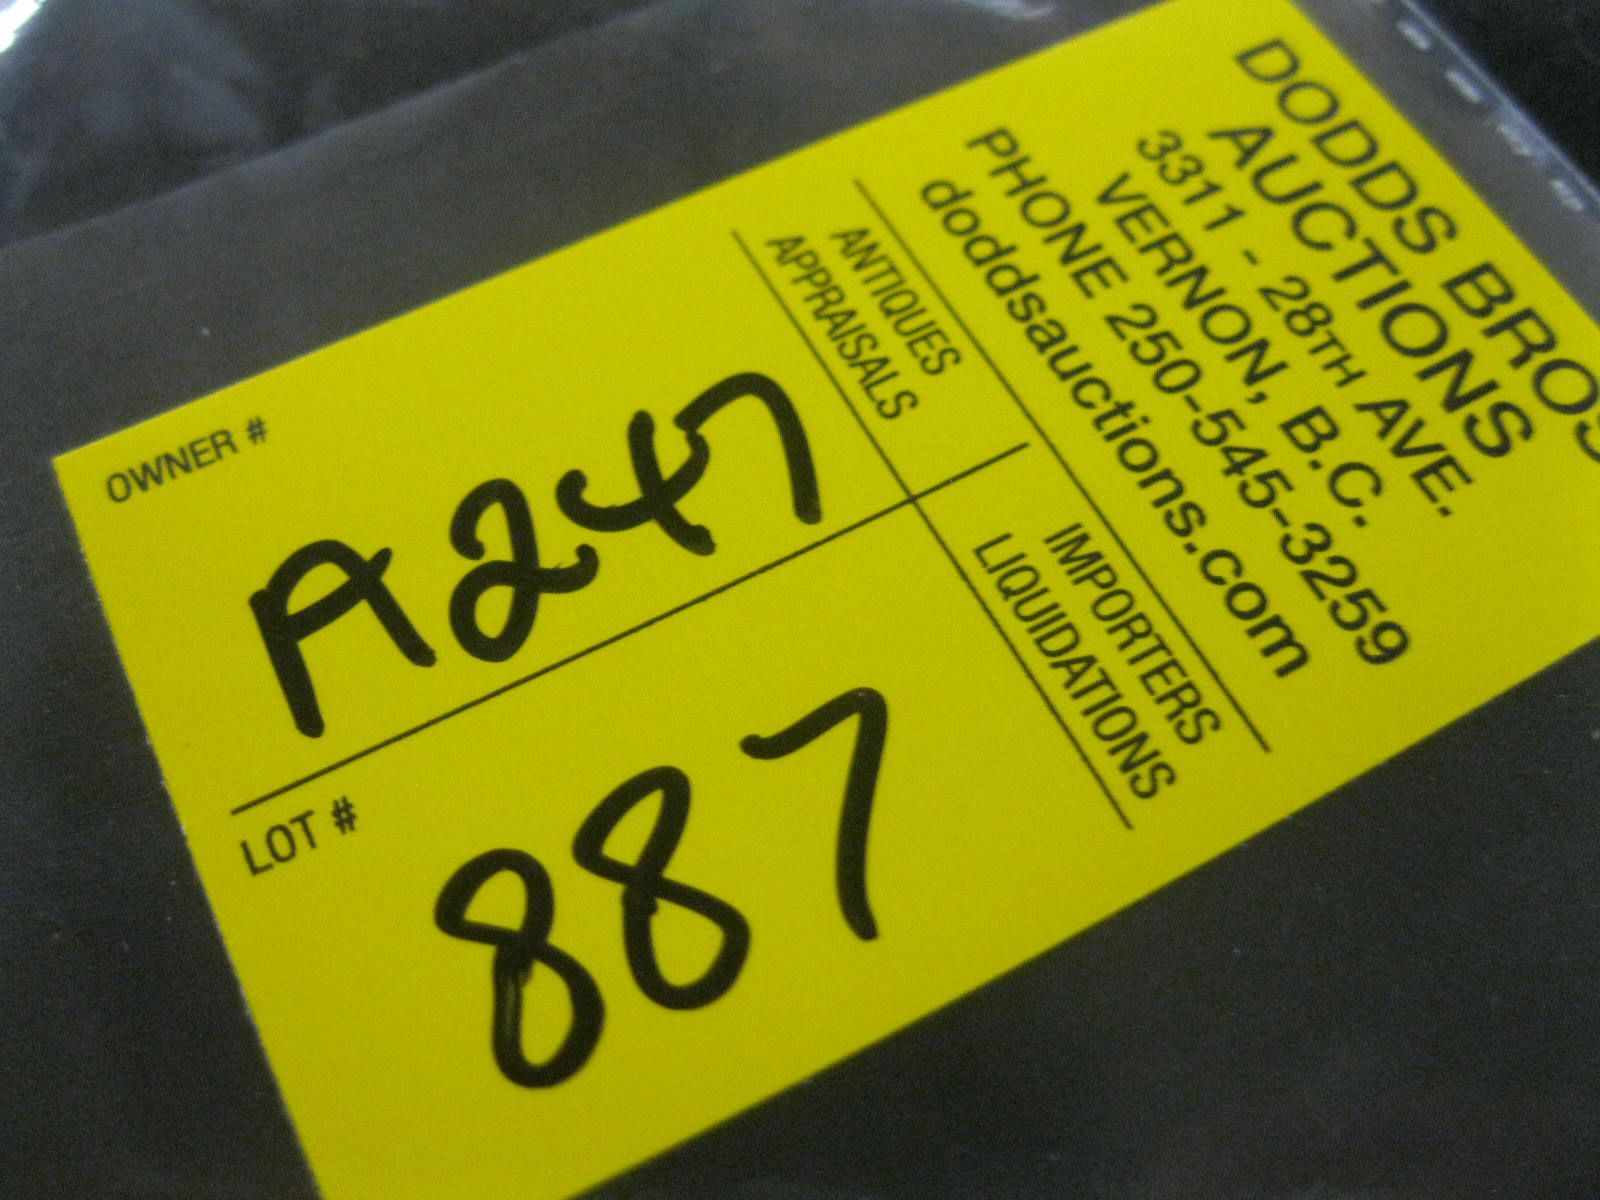 DODDS BROS
AUCTIONS
3311 - 28TH AVE.
VERNON, B.C.
PHONE 250-545-3259
doddsauctions.com
ANTIQUES
APPRAISALS
IMPORTERS
LIQUIDATIONS
OWNER #
A247
LOT #
887